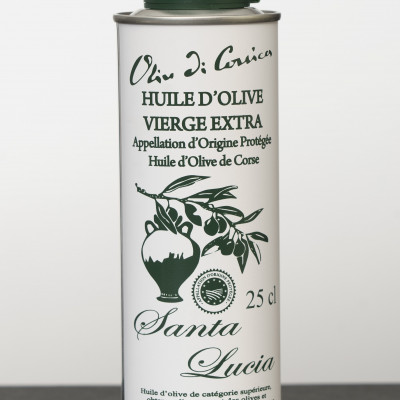 Oliu di Corsica
HUILE D'OLIVE
VIERGE EXTRA
Appellation d'Origine Protégée
Huile d'Olive de Corse
25 cl
Santa
Lucia
Huile d'olive de catégorie supérieure,